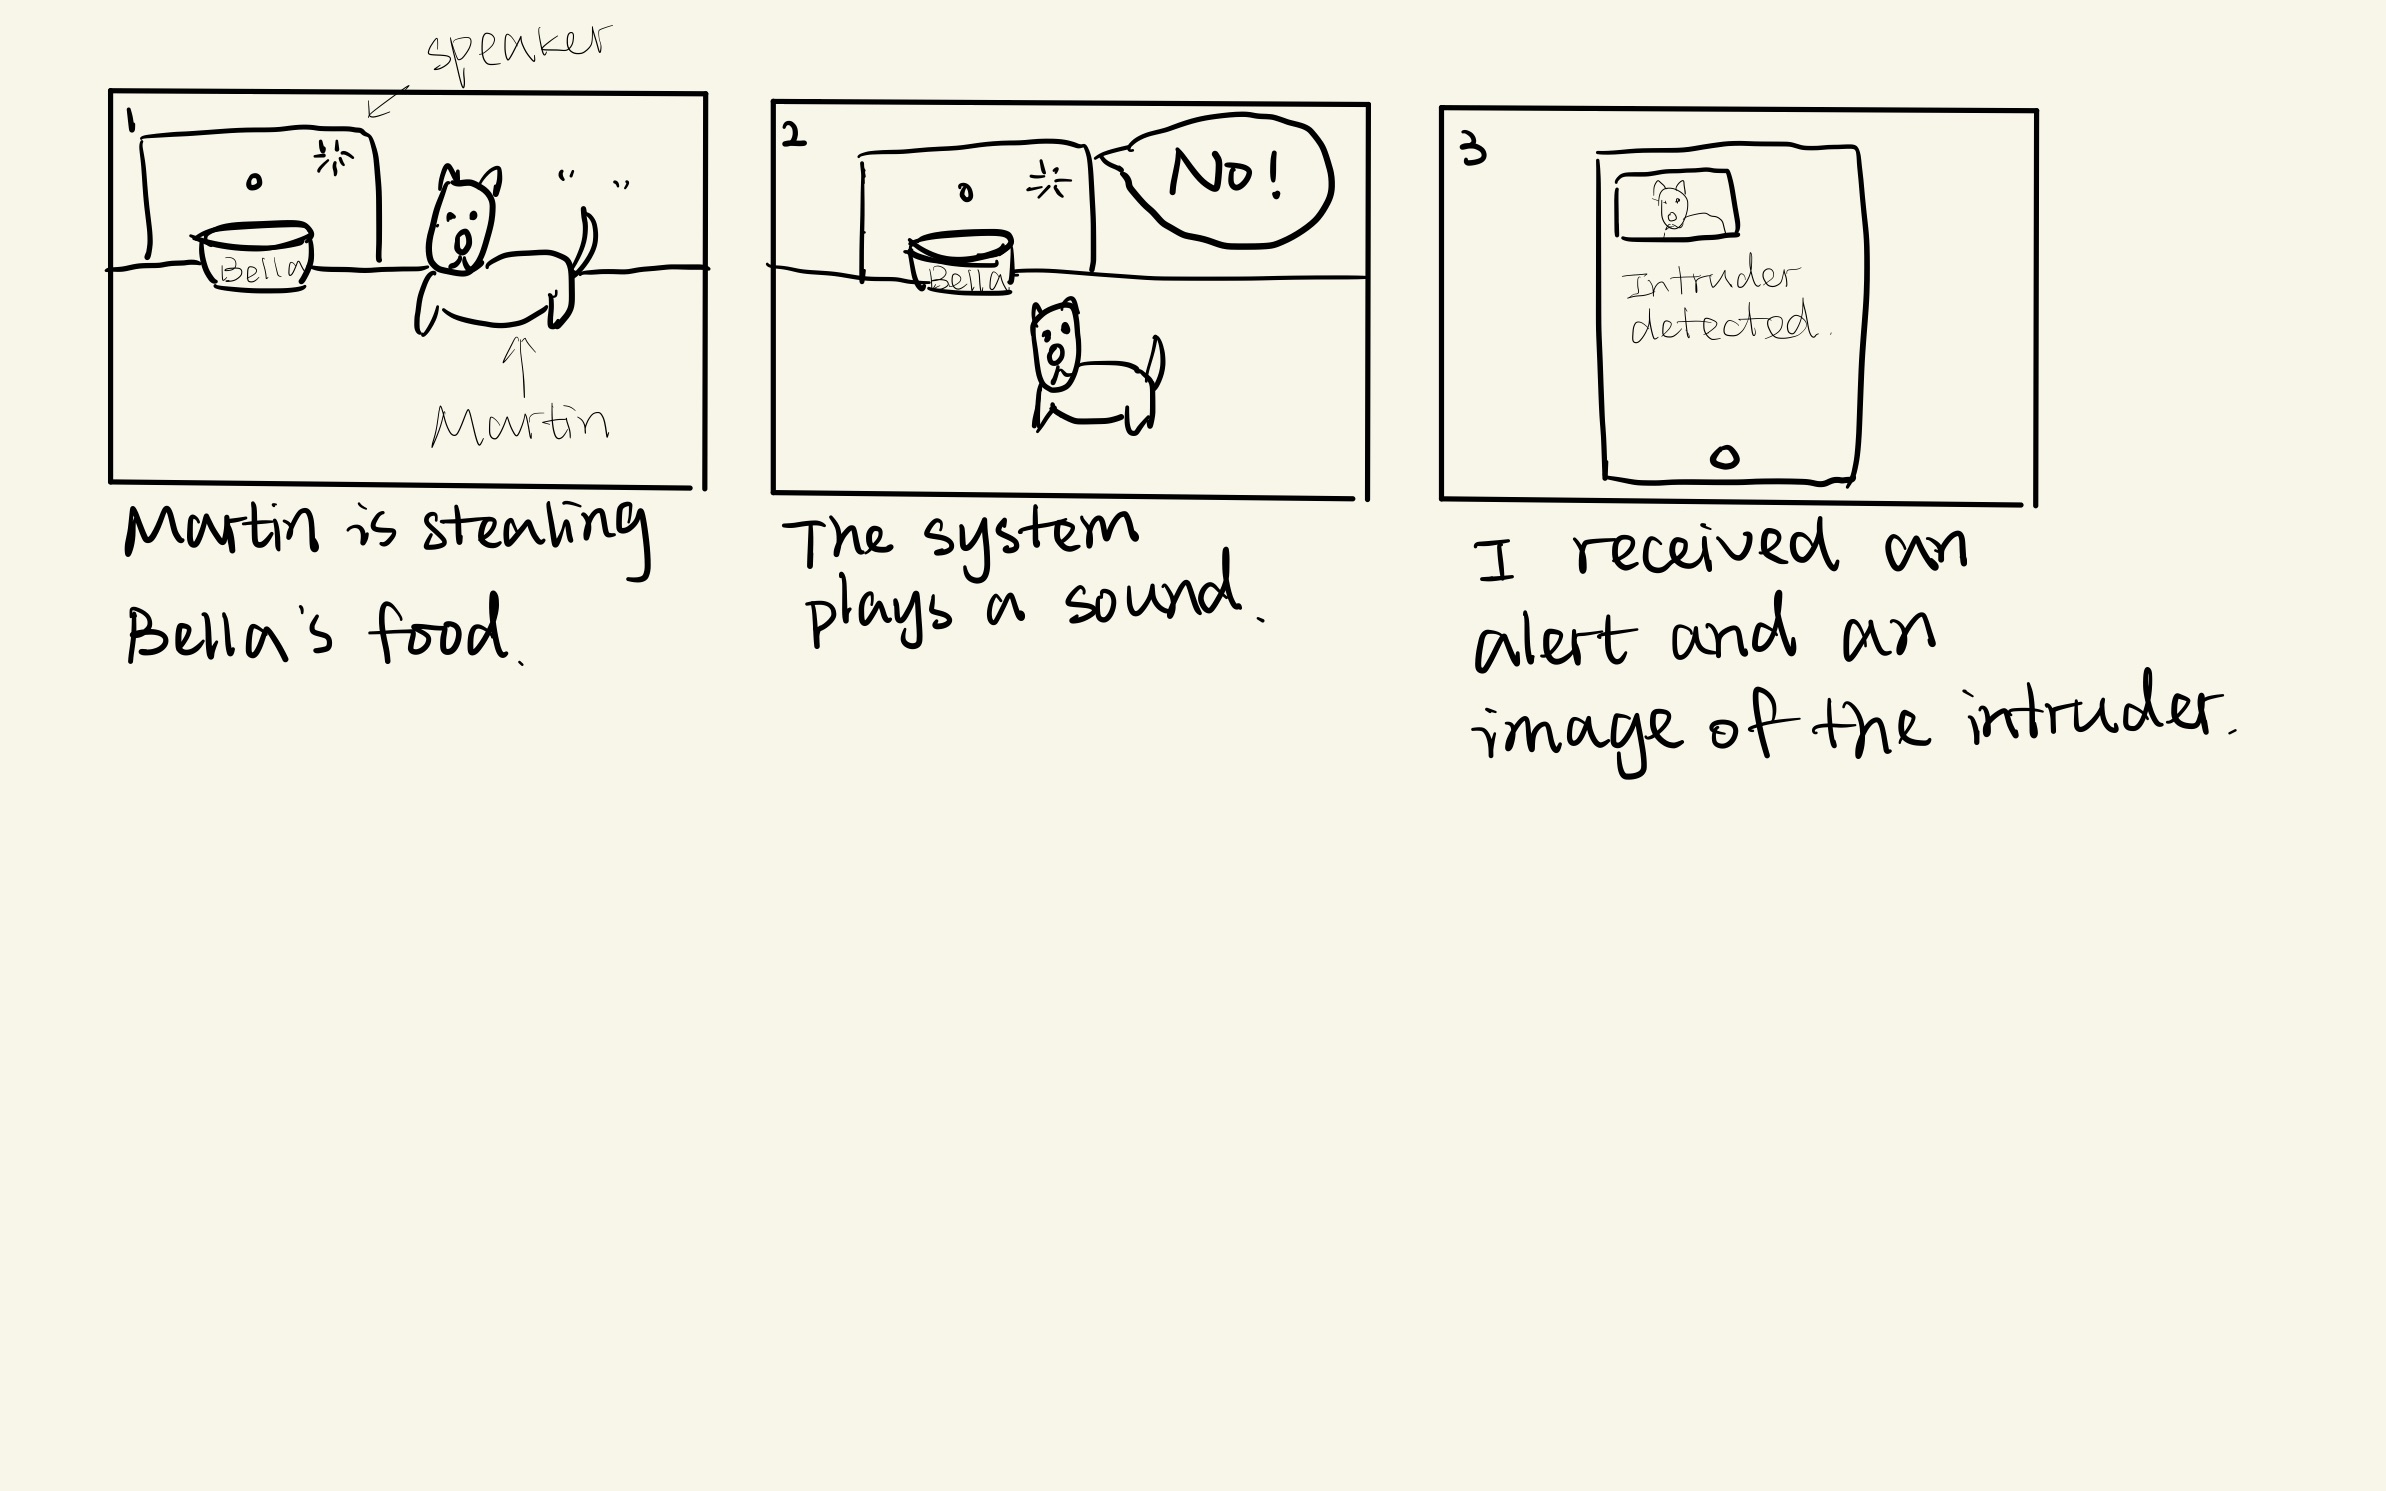 speaker
1
Bella
Martin
Martin is stealing
Bella's food.
2
No!
Bella
The system
plays a sound.
3
Intruder
detected.
I received an
alert and an
image of the intruder.